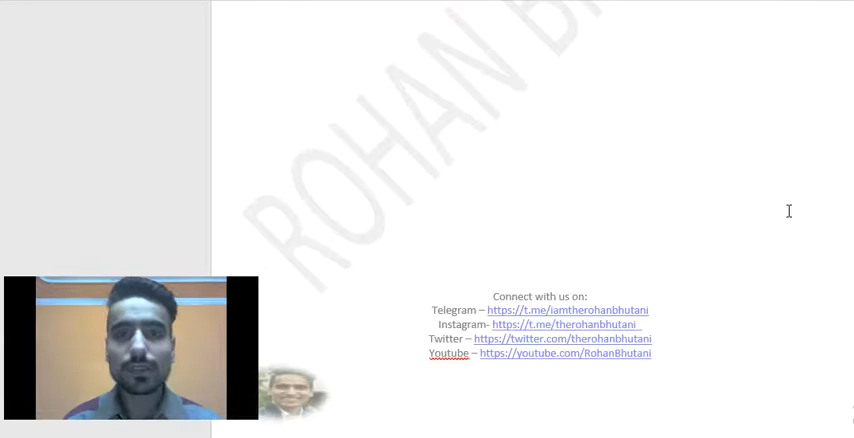 ROHAN B
Connect with us on:
Telegram – https://t.me/iamtherohanbhutani
Instagram- https://t.me/therohanbhutani
Twitter – https://twitter.com/therohanbhutani
Youtube – https://youtube.com/RohanBhutani